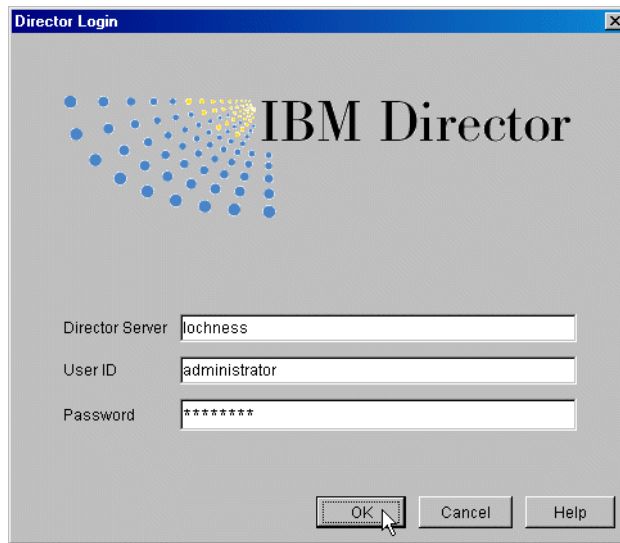 Director Login
IBM Director
Director Server lochness
User ID administrator
Password ********
OK Cancel Help